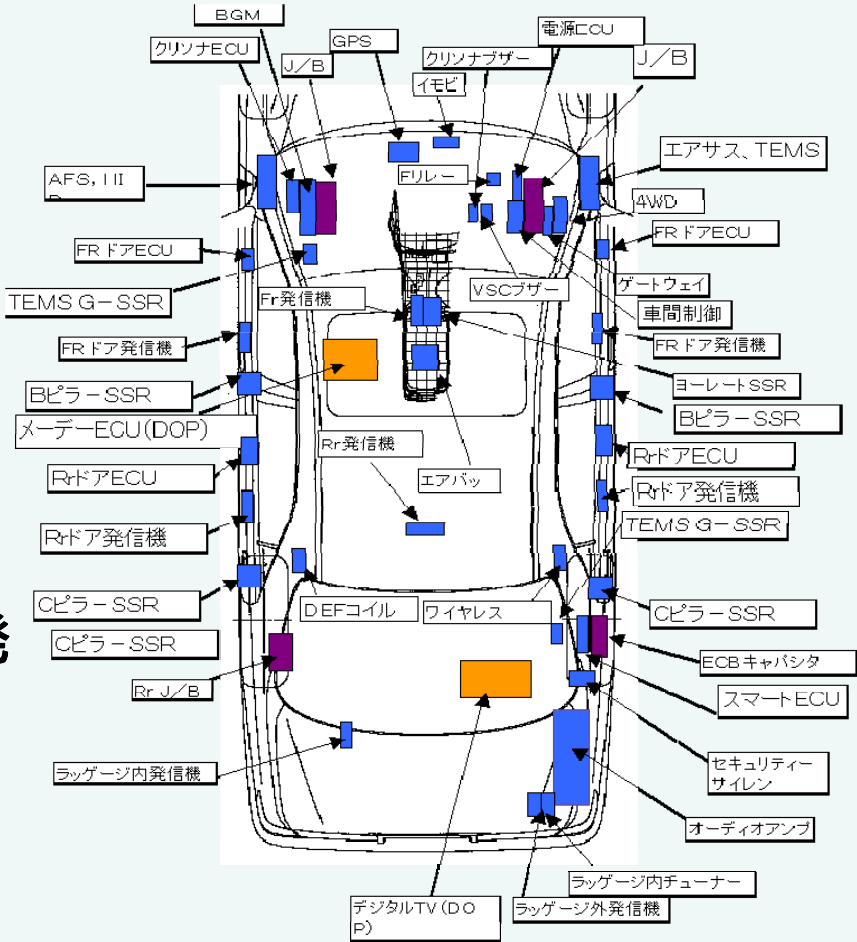 BGM
電源ECU
クリソナECU
GPS
クリソナブザー
J／B
J／B
イモビ
エアサス、TEMS
Fリレー
AFS，
4WD
FRドアECU
FRドアECU
ゲートウェイ
VSCブザー
TEMS G－SSR
Fr発信機
車間制御
FRドア発信機
FRドア発信機
ヨーレートSSR
Bピラ－SSR
Bピラ－SSR
メーデーECU(DOP)
Rr発信機
RrドアECU
RrドアECU
エアバッ
Rrドア発信機
TEMS G－SSR
Rrドア発信機
Cピラ－SSR
DEFコイル
ワイヤレス
Cピラ－SSR
発
Cピラ－SSR
ECBキャパシタ
Rr J／B
スマートECU
ラッゲージ内発信機
セキュリティー
サイレン
オーディオアンプ
ラッゲージ内チューナー
デジタルTV(DO
P)
ラッゲージ外発信機